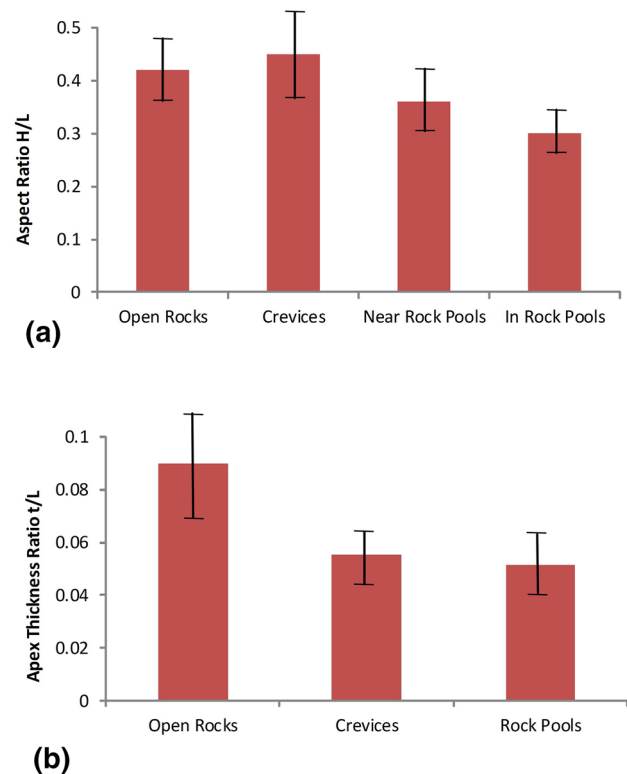 0.5
0.4
0.3
0.2
0.1
0
Aspect Ratio H/L
Open Rocks Crevices Near Rock Pools In Rock Pools
(a)
0.1
0.08
0.06
0.04
0.02
0
Apex Thickness Ratio t/L
Open Rocks Crevices Rock Pools
(b)